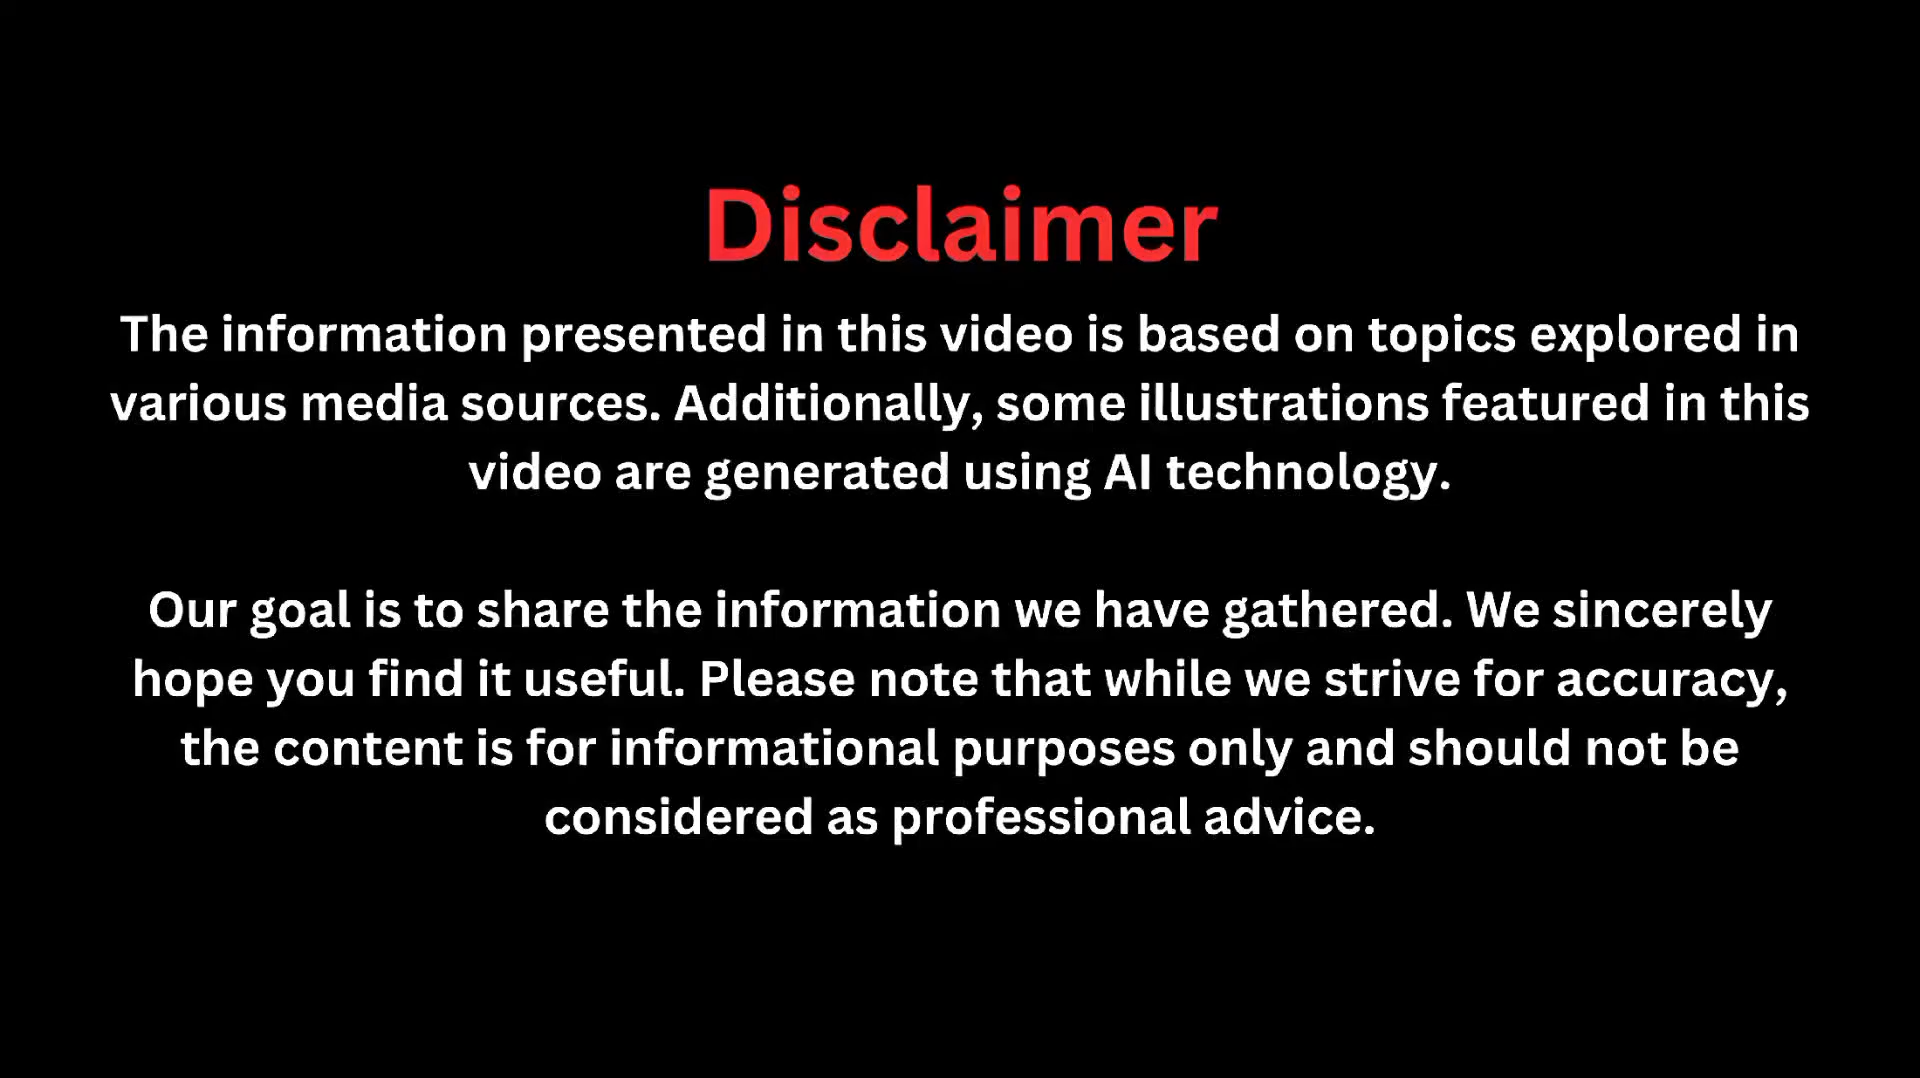 Disclaimer
The information presented in this video is based on topics explored in
various media sources. Additionally, some illustrations featured in this
video are generated using AI technology.
Our goal is to share the information we have gathered. We sincerely
hope you find it useful. Please note that while we strive for accuracy,
the content is for informational purposes only and should not be
considered as professional advice.